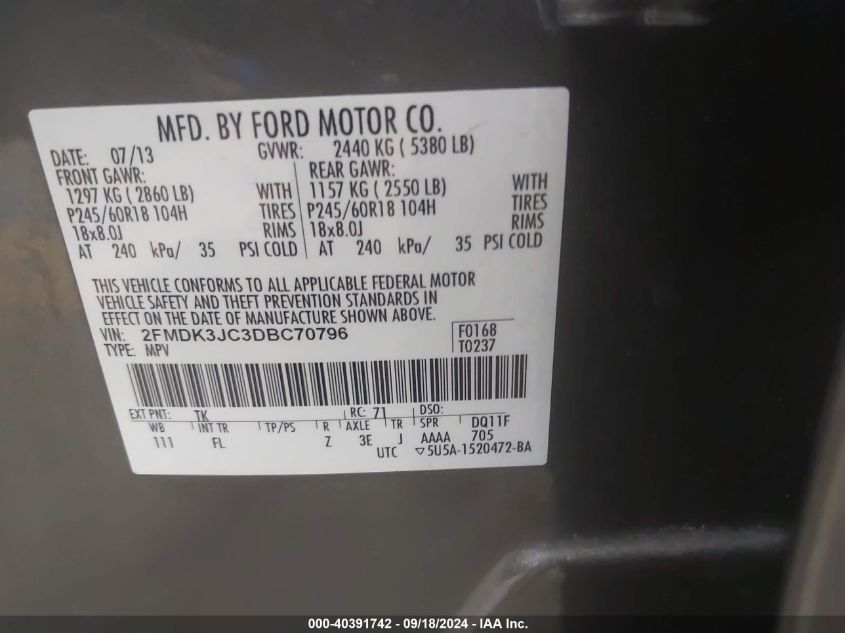 MFD. BY FORD MOTOR CO.
DATE: 07/13 GVWR: 2440 KG ( 5380 LB)
FRONT GAWR: REAR GAWR:
1297 KG ( 2860 LB) WITH 1157 KG ( 2550 LB) WITH
P245/60R18 104H TIRES P245/60R18 104H TIRES
18x8.0J RIMS 18x8.0J RIMS
AT 240 kPa/ 35 PSI COLD AT 240 kPa/ 35 PSI COLD
THIS VEHICLE CONFORMS TO ALL APPLICABLE FEDERAL MOTOR
VEHICLE SAFETY AND THEFT PREVENTION STANDARDS IN
EFFECT ON THE DATE OF MANUFACTURE SHOWN ABOVE.
VIN: 2FMDK3JC3DBC70796 F0168
TYPE: MPV T0237
EXT PNT: TK RC: 71 DSO:
WB INT TR TP/PS R AXLE TR SPR DQ11F
111 FL Z 3E J AAAA 705
UTC ▽5U5A-1520472-BA
000-40391742 - 09/18/2024 - IAA Inc.